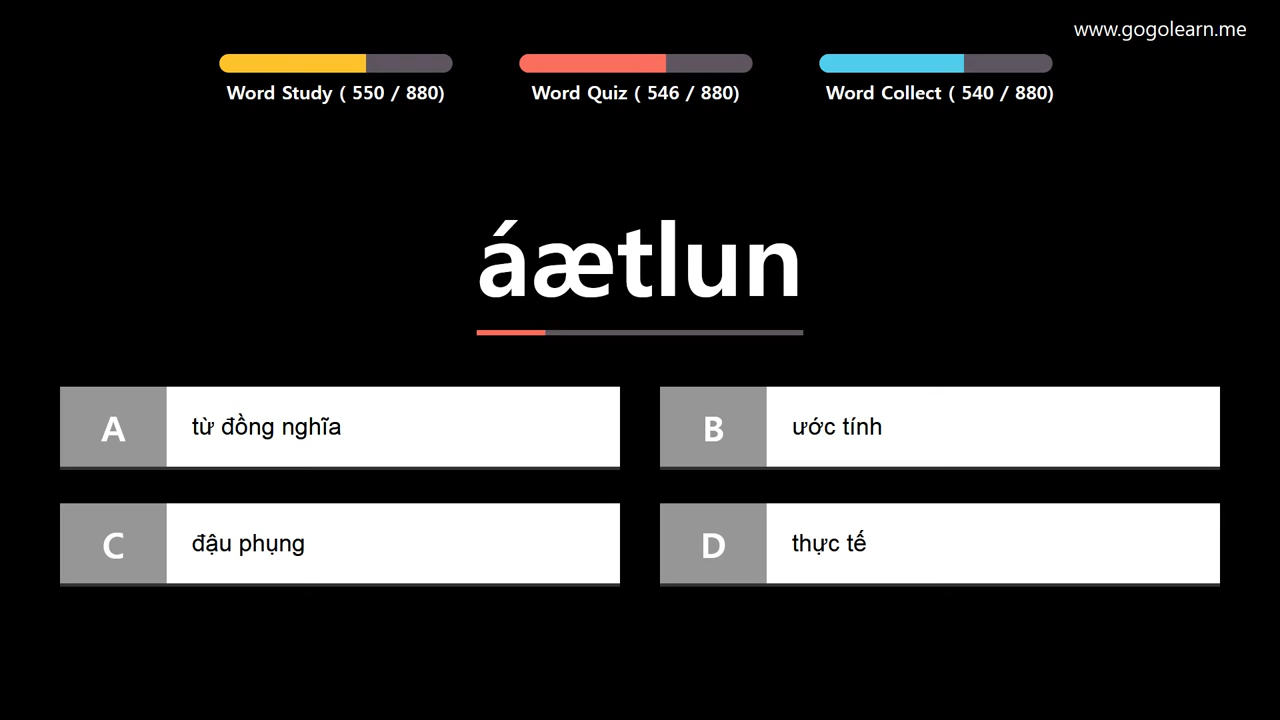 www.gogolearn.me
Word Study ( 550 / 880)
Word Quiz ( 546 / 880)
Word Collect ( 540 / 880)
áætlun
A
từ đồng nghĩa
B
ước tính
C
đậu phụng
D
thực tế